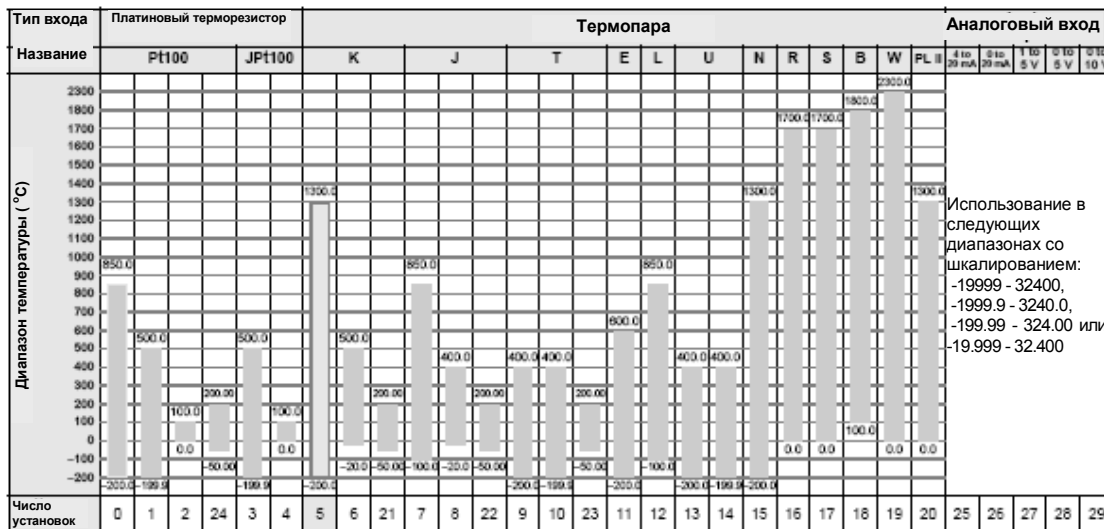 Тип входа Платиновый терморезистор Термопара Аналоговый вход
Название Pt100 JPt100 K J T E L U N R S B W PL II 4 to 20 mA 0 to 20 mA 1 to 5 V 0 to 5 V 0 to 10 V
Диапазон температуры ( °C)
2300
1800
1700
1600
1500
1400
1300
1200
1100
1000
900
800
700
600
500
400
300
200
100
0
-100
-200
2300.0
1800.0
1700.0 1700.0
1300.0 1300.0 1300.0
850.0 850.0 850.0
600.0
500.0 500.0 500.0
400.0 400.0 400.0 400.0 400.0
200.00 200.00 200.00 200.00
100.0 100.0 100.0
0.0 0.0 0.0 0.0 0.0 0.0
-50.00 -20.0 -50.00 -100.0 -20.0 -50.00 -50.00 -100.0
-200.0 -199.9 -199.9 -200.0 -200.0 -199.9 -200.0 -200.0 -199.9 -200.0
Использование в
следующих
диапазонах со
шкалированием:
-19999 - 32400,
-1999.9 - 3240.0,
-199.99 - 324.00 или
-19.999 - 32.400
Число
установок 0 1 2 24 3 4 5 6 21 7 8 22 9 10 23 11 12 13 14 15 16 17 18 19 20 25 26 27 28 29